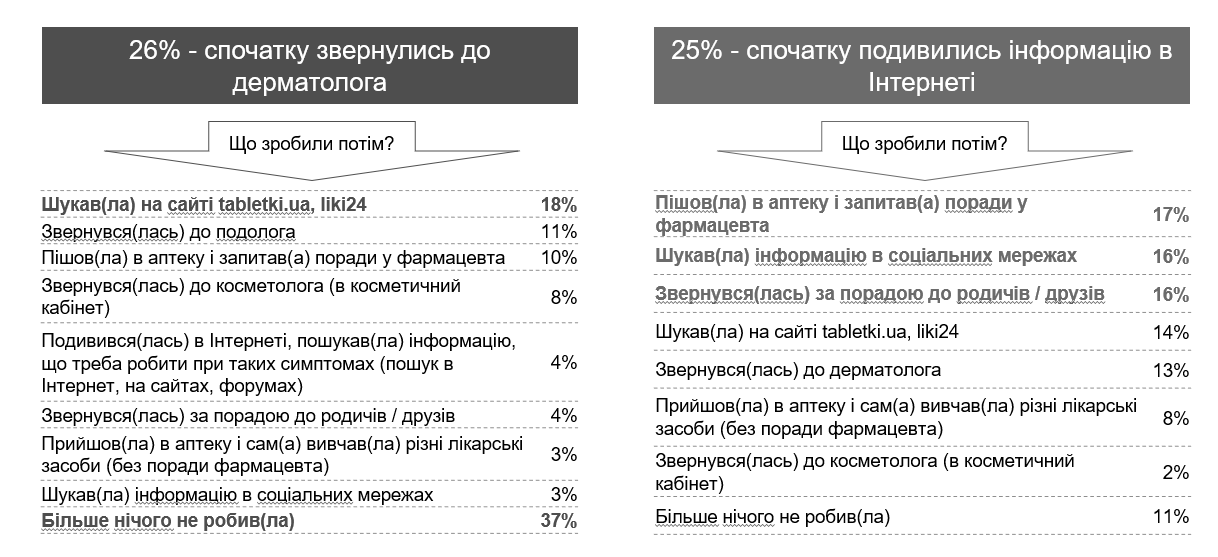 26% - спочатку звернулись до
дерматолога
Що зробили потім?
Шукав(ла) на сайті tabletki.ua, liki24 18%
Звернувся(лась) до подолога 11%
Пішов(ла) в аптеку і запитав(а) поради у фармацевта 10%
Звернувся(лась) до косметолога (в косметичний
кабінет) 8%
Подивився(лась) в Інтернеті, пошукав(ла) інформацію,
що треба робити при таких симптомах (пошук в
Інтернет, на сайтах, форумах) 4%
Звернувся(лась) за порадою до родичів / друзів 4%
Прийшов(ла) в аптеку і сам(а) вивчав(ла) різні лікарські
засоби (без поради фармацевта) 3%
Шукав(ла) інформацію в соціальних мережах 3%
Більше нічого не робив(ла) 37%
25% - спочатку подивились інформацію в
Інтернеті
Що зробили потім?
Пішов(ла) в аптеку і запитав(а) поради у
фармацевта 17%
Шукав(ла) інформацію в соціальних мережах 16%
Звернувся(лась) за порадою до родичів / друзів 16%
Шукав(ла) на сайті tabletki.ua, liki24 14%
Звернувся(лась) до дерматолога 13%
Прийшов(ла) в аптеку і сам(а) вивчав(ла) різні лікарські
засоби (без поради фармацевта) 8%
Звернувся(лась) до косметолога (в косметичний
кабінет) 2%
Більше нічого не робив(ла) 11%